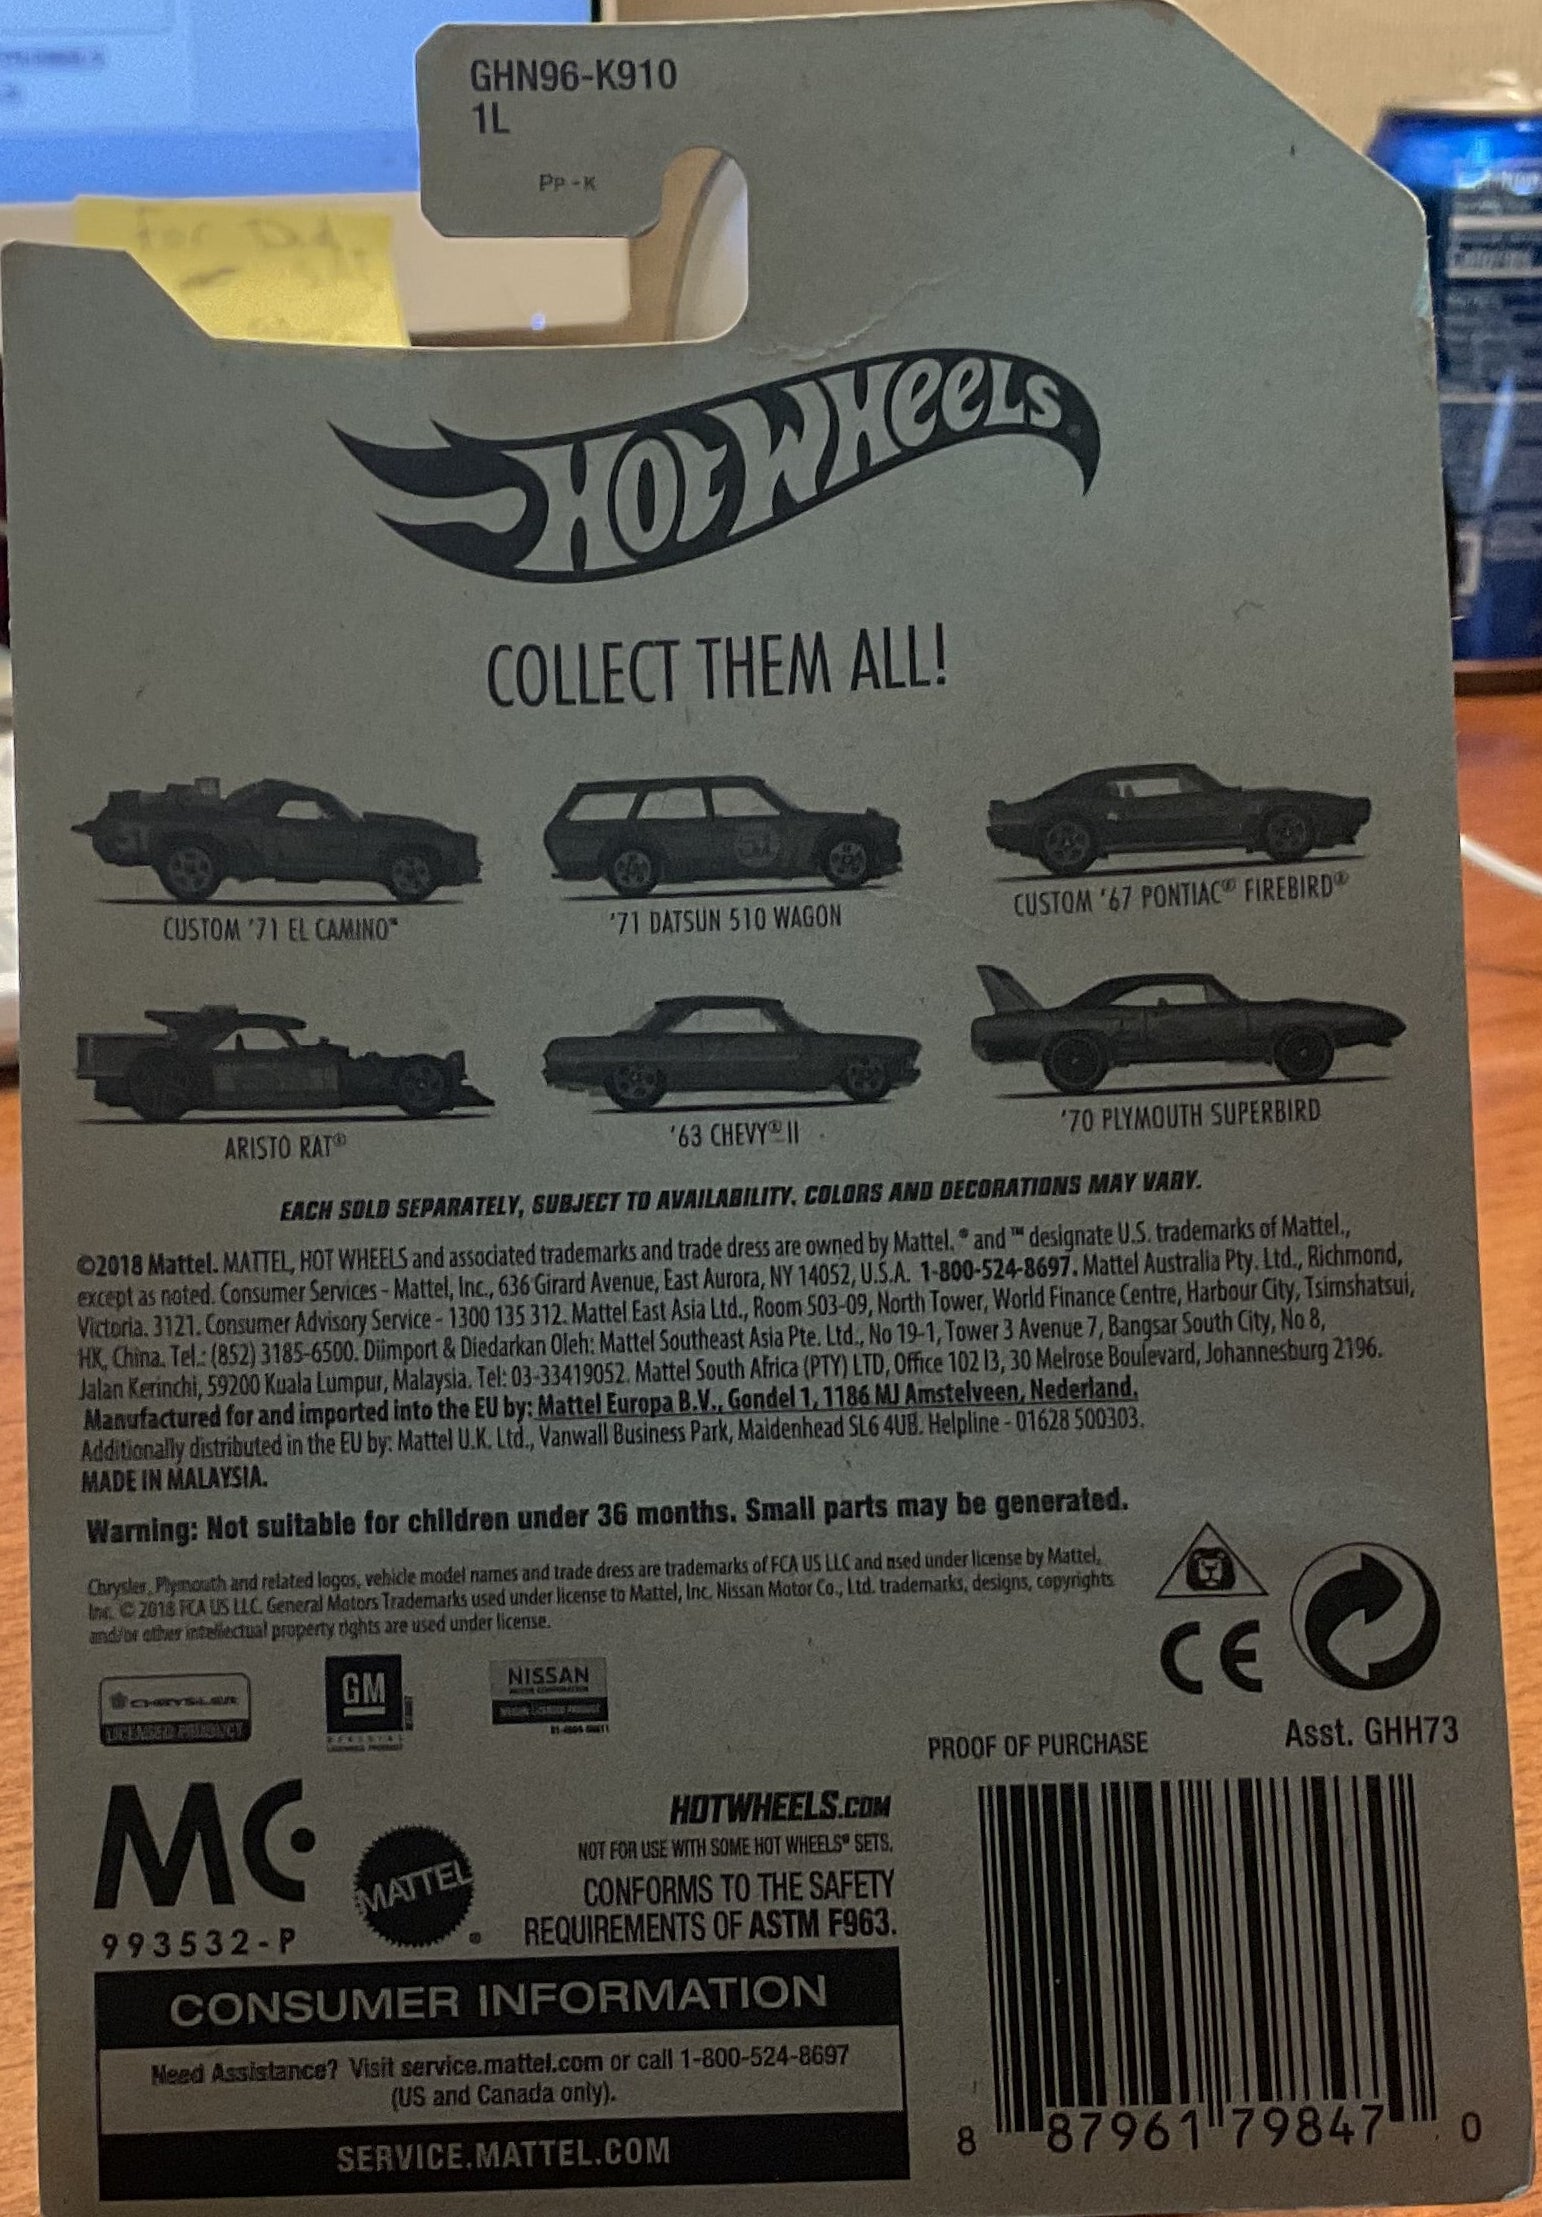 GHN96-K910
1L
PP-K
HOT WHEELS
COLLECT THEM ALL!
CUSTOM '71 EL CAMINO™
'71 DATSUN 510 WAGON
CUSTOM '67 PONTIAC® FIREBIRD®
ARISTO RAT®
'63 CHEVY® II
'70 PLYMOUTH SUPERBIRD
EACH SOLD SEPARATELY, SUBJECT TO AVAILABILITY. COLORS AND DECORATIONS MAY VARY.
©2018 Mattel. MATTEL, HOT WHEELS and associated trademarks and trade dress are owned by Mattel. ® and ™ designate U.S. trademarks of Mattel.,
except as noted. Consumer Services - Mattel, Inc., 636 Girard Avenue, East Aurora, NY 14052, U.S.A. 1-800-524-8697. Mattel Australia Pty. Ltd., Richmond,
Victoria. 3121. Consumer Advisory Service - 1300 135 312. Mattel East Asia Ltd., Room 503-09, North Tower, World Finance Centre, Harbour City, Tsimshatsui,
HK, China. Tel.: (852) 3185-6500. Diimport & Diedarkan Oleh: Mattel Southeast Asia Pte. Ltd., No 19-1, Tower 3 Avenue 7, Bangsar South City, No 8,
Jalan Kerinchi, 59200 Kuala Lumpur, Malaysia. Tel: 03-33419052. Mattel South Africa (PTY) LTD, Office 102 I3, 30 Melrose Boulevard, Johannesburg 2196.
Manufactured for and imported into the EU by: Mattel Europa B.V., Gondel 1, 1186 MJ Amstelveen, Nederland.
Additionally distributed in the EU by: Mattel U.K. Ltd., Vanwall Business Park, Maidenhead SL6 4UB. Helpline - 01628 500303.
MADE IN MALAYSIA.
Warning: Not suitable for children under 36 months. Small parts may be generated.
Chrysler, Plymouth and related logos, vehicle model names and trade dress are trademarks of FCA US LLC and used under license by Mattel,
Inc. © 2018 FCA US LLC. General Motors Trademarks used under license to Mattel, Inc. Nissan Motor Co., Ltd. trademarks, designs, copyrights
and/or other intellectual property rights are used under license.
CE
CHRYSLER
LICENSED PRODUCT
GM
OFFICIAL
LICENSED PRODUCT
NISSAN
MOTOR CORPORATION
PROOF OF PURCHASE
Asst. GHH73
MC
993532-P
MATTEL
HOTWHEELS.COM
NOT FOR USE WITH SOME HOT WHEELS® SETS.
CONFORMS TO THE SAFETY
REQUIREMENTS OF ASTM F963.
CONSUMER INFORMATION
Need Assistance? Visit service.mattel.com or call 1-800-524-8697
(US and Canada only).
SERVICE.MATTEL.COM
8 87961 79847 0